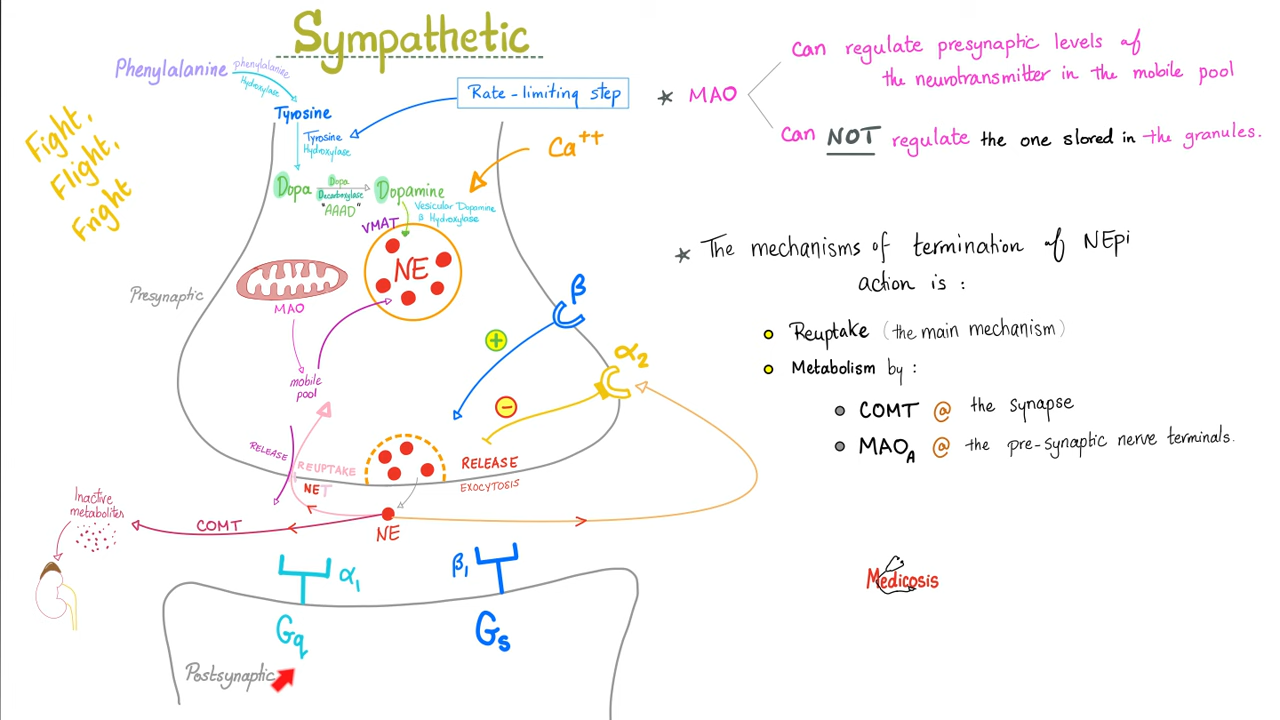 Sympathetic
Phenylalanine
phenylalanine
Hydroxylase
Tyrosine
Rate-limiting step
Fight,
Flight,
Fright
Tyrosine
Hydroxylase
Ca++
Dopa
Dopa
Decarboxylase
"AAAD"
Dopamine
Vesicular Dopamine
β Hydroxylase
VMAT
NE
Presynaptic
MAO
β
+
α2
mobile
pool
−
RELEASE
REUPTAKE
NET
RELEASE
EXOCYTOSIS
Inactive
metabolites
COMT
NE
α1
β1
Gq
Gs
Postsynaptic
* MAO
Can regulate presynaptic levels of
the neurotransmitter in the mobile pool
Can NOT regulate the one slored in the granules.
* The mechanisms of termination of NEpi
action is :
Reuptake (the main mechanism)
Metabolism by :
COMT @ the synapse
MAOA @ the pre-synaptic nerve terminals.
Medicosis